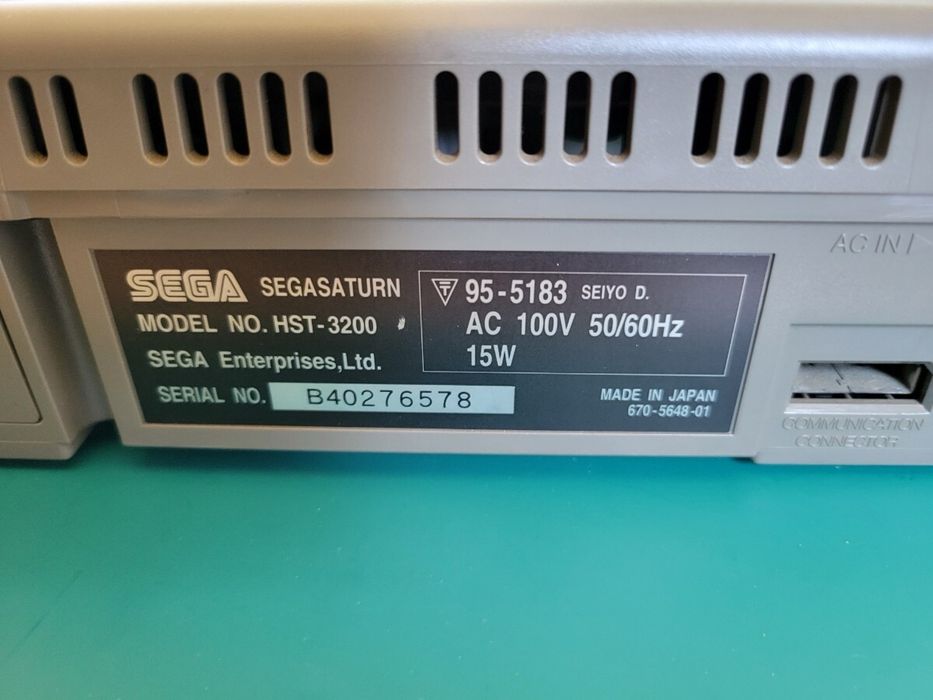 SEGA SEGASATURN
MODEL NO. HST-3200
SEGA Enterprises,Ltd.
SERIAL NO. B40276578
〒 95-5183 SEIYO D.
AC 100V 50/60Hz
15W
MADE IN JAPAN
670-5648-01
AC IN
COMMUNICATION
CONNECTOR